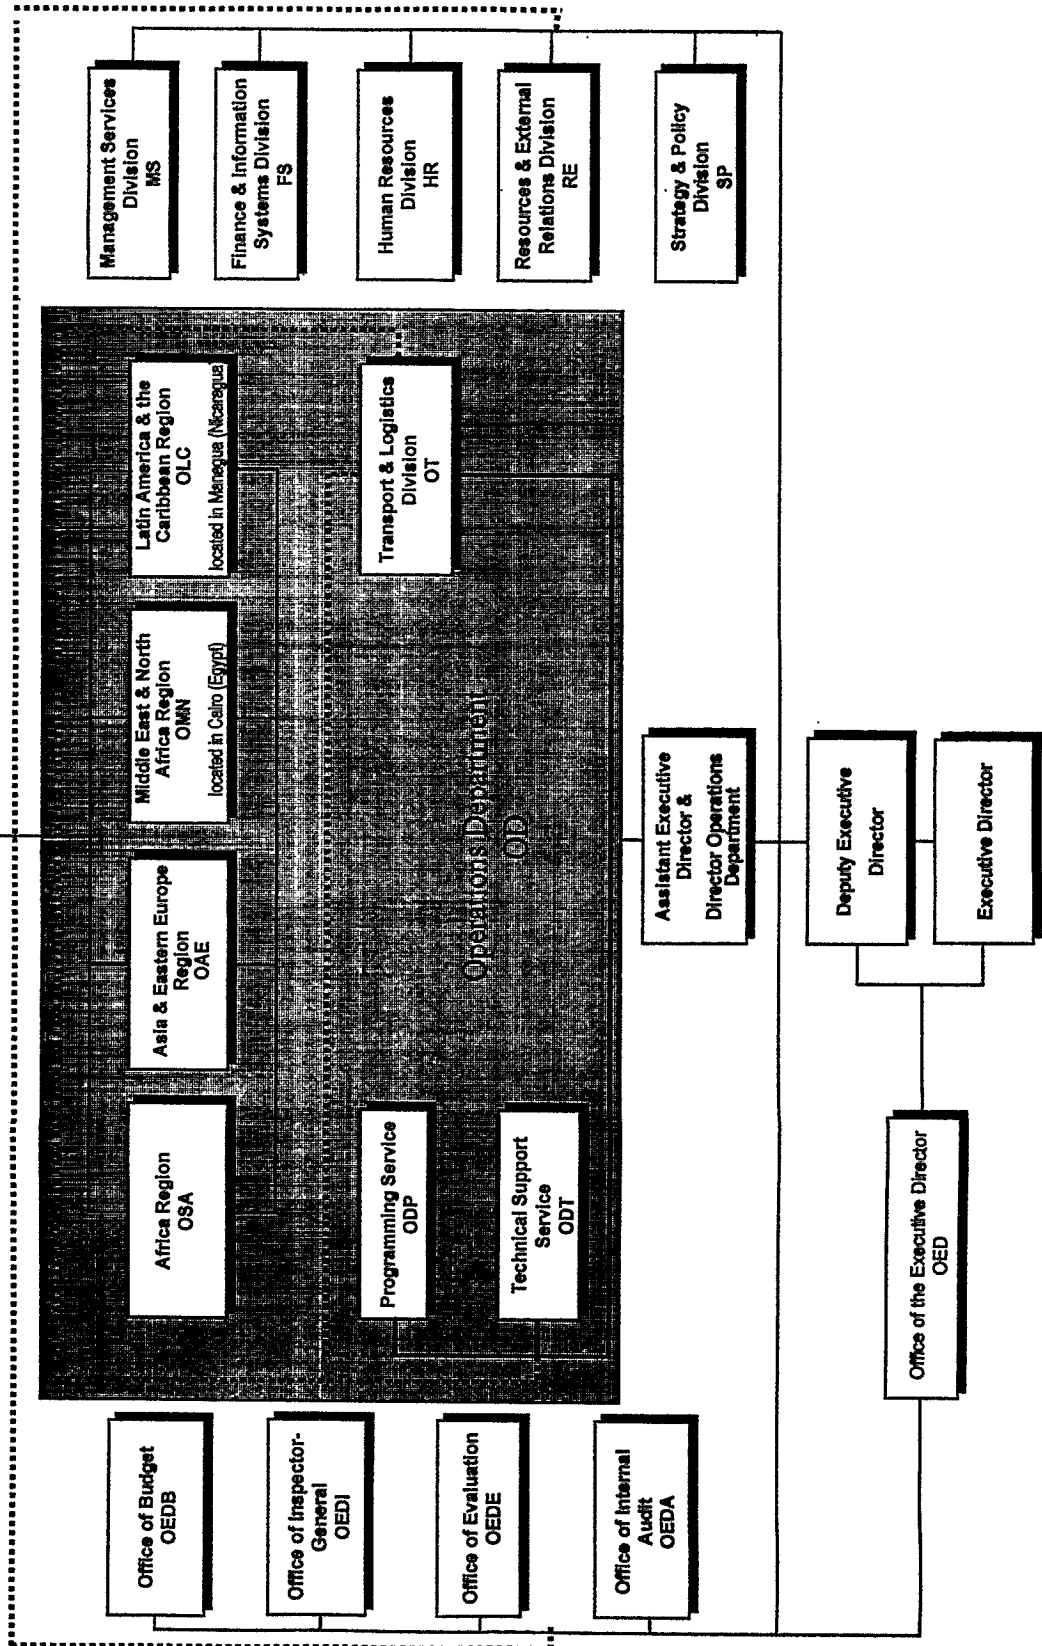 Office of Budget
OEDB
Office of Inspector-
General
OEDI
Office of Evaluation
OEDE
Office of Internal
Audit
OEDA
Africa Region
OSA
Asia & Eastern Europe
Region
OAE
Middle East & North
Africa Region
OMN
located in Cairo (Egypt)
Latin America & the
Caribbean Region
OLC
located in Managua (Nicaragua)
Programming Service
ODP
Technical Support
Service
ODT
Transport & Logistics
Division
OT
Operations Department
OD
Management Services
Division
MS
Finance & Information
Systems Division
FS
Human Resources
Division
HR
Resources & External
Relations Division
RE
Strategy & Policy
Division
SP
Assistant Executive
Director &
Director Operations
Department
Deputy Executive
Director
Executive Director
Office of the Executive Director
OED